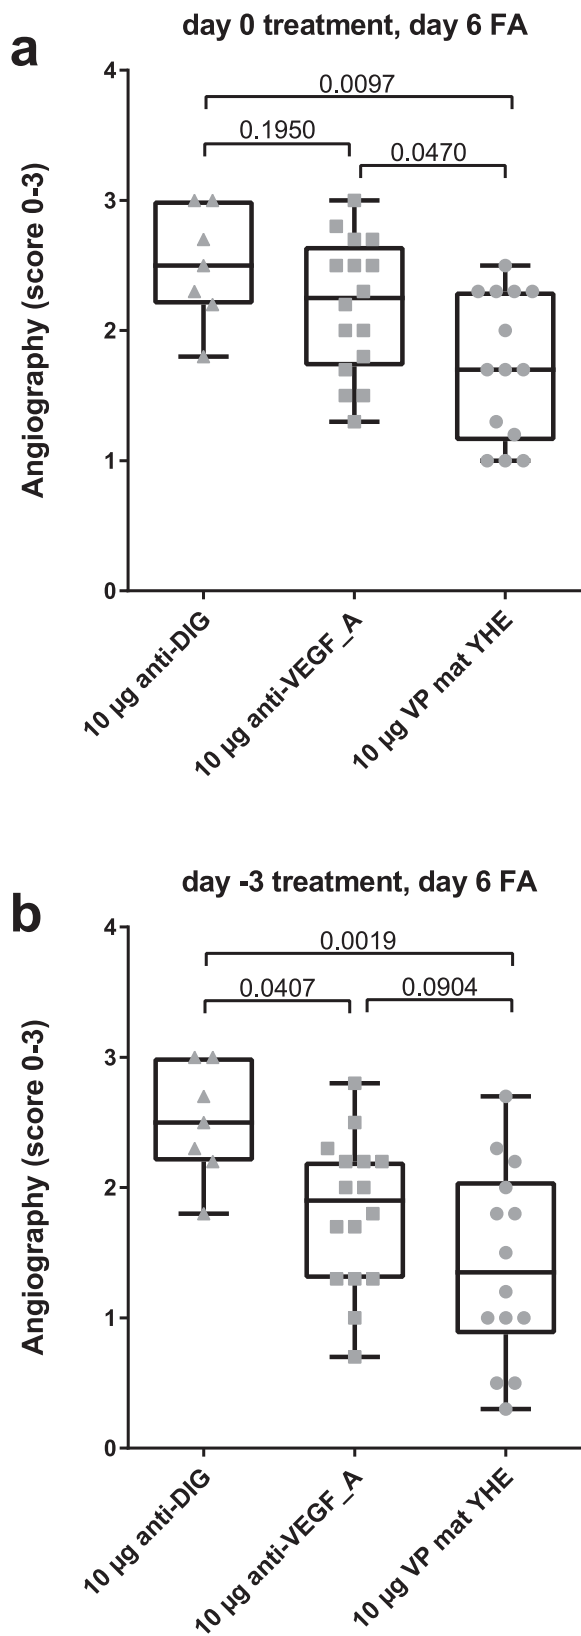 a
day 0 treatment, day 6 FA
Angiography (score 0-3)
4
3
2
1
0
0.0097
0.1950
0.0470
10 µg anti-DIG
10 µg anti-VEGF_A
10 µg VP mat YHE
b
day -3 treatment, day 6 FA
Angiography (score 0-3)
4
3
2
1
0
0.0019
0.0407
0.0904
10 µg anti-DIG
10 µg anti-VEGF_A
10 µg VP mat YHE